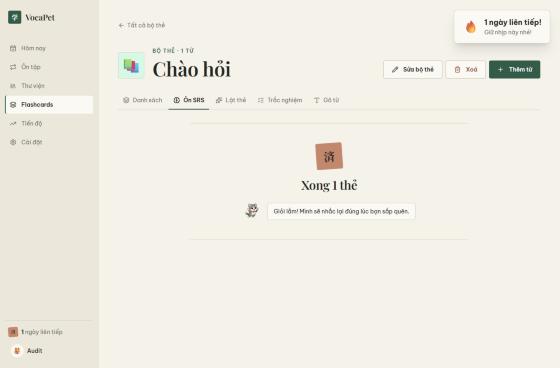 VocaPet
Hôm nay
Ôn tập
Thư viện
Flashcards
Tiến độ
Cài đặt
1 ngày liên tiếp
Audit
← Tất cả bộ thẻ
1 ngày liên tiếp!
Giữ nhịp này nhé!
BỘ THẺ · 1 TỪ
Chào hỏi
Sửa bộ thẻ
Xoá
+ Thêm từ
Danh sách
Ôn SRS
Lật thẻ
Trắc nghiệm
Gõ từ
済
Xong 1 thẻ
Giỏi lắm! Mình sẽ nhắc lại đúng lúc bạn sắp quên.